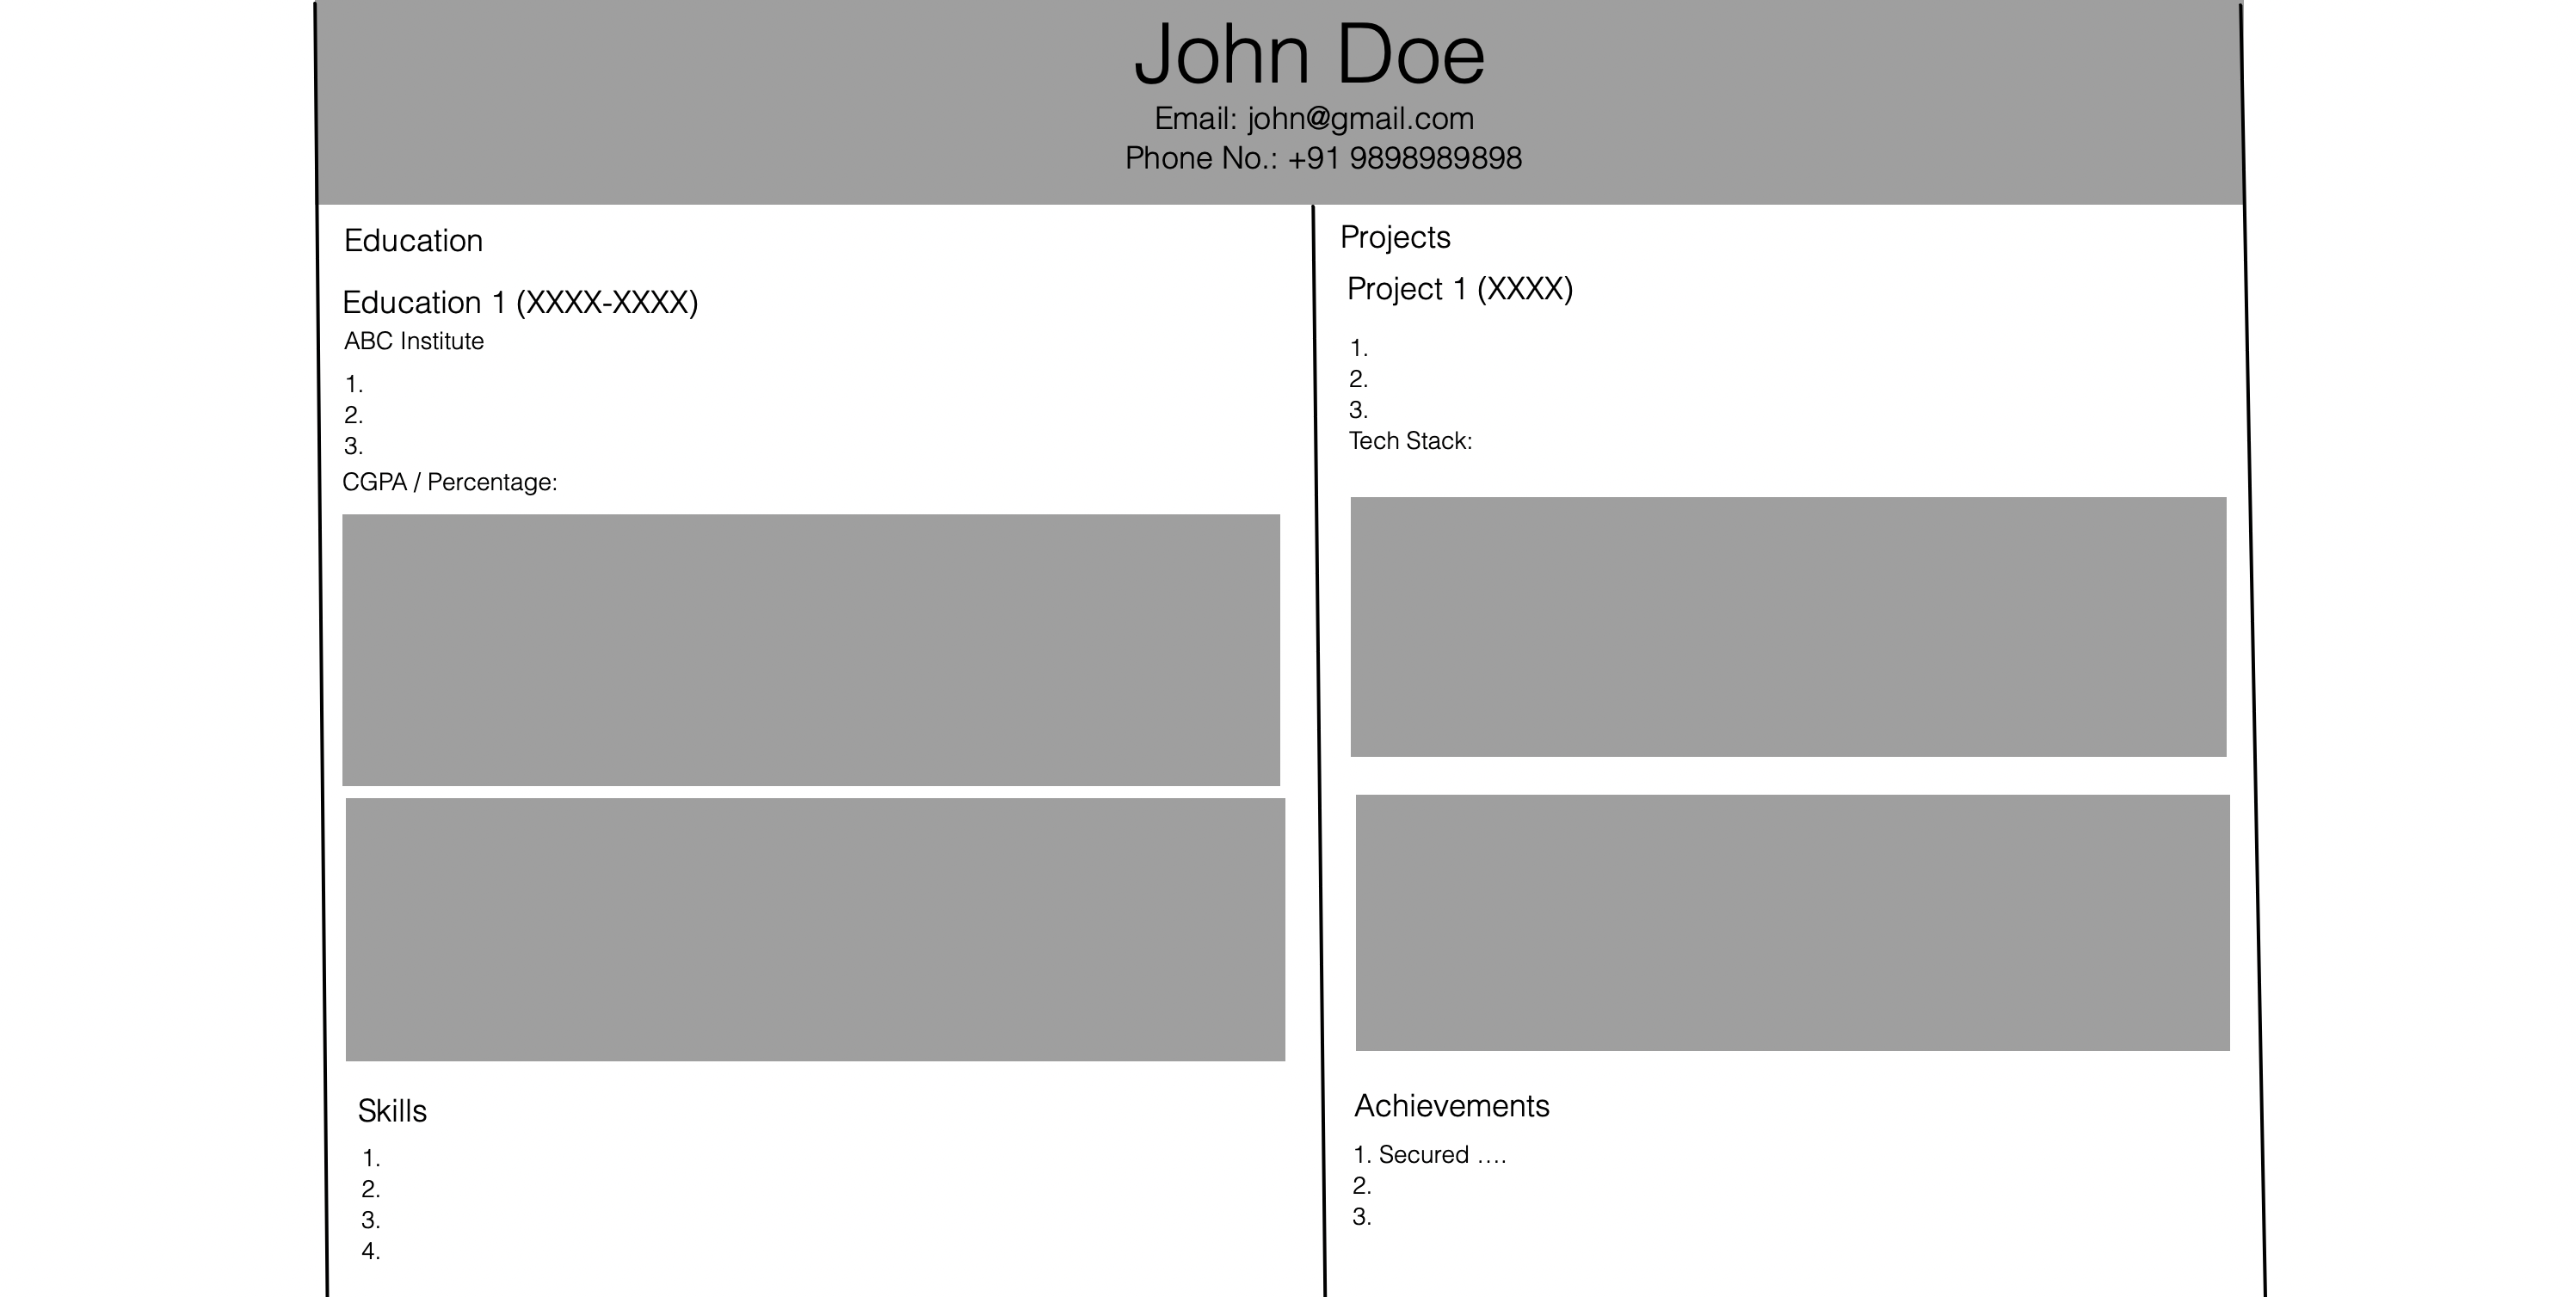 John Doe
Email: john@gmail.com
Phone No.: +91 9898989898
Education
Education 1 (XXXX-XXXX)
ABC Institute
1.
2.
3.
CGPA / Percentage:
Skills
1.
2.
3.
4.
Projects
Project 1 (XXXX)
1.
2.
3.
Tech Stack:
Achievements
1. Secured ....
2.
3.